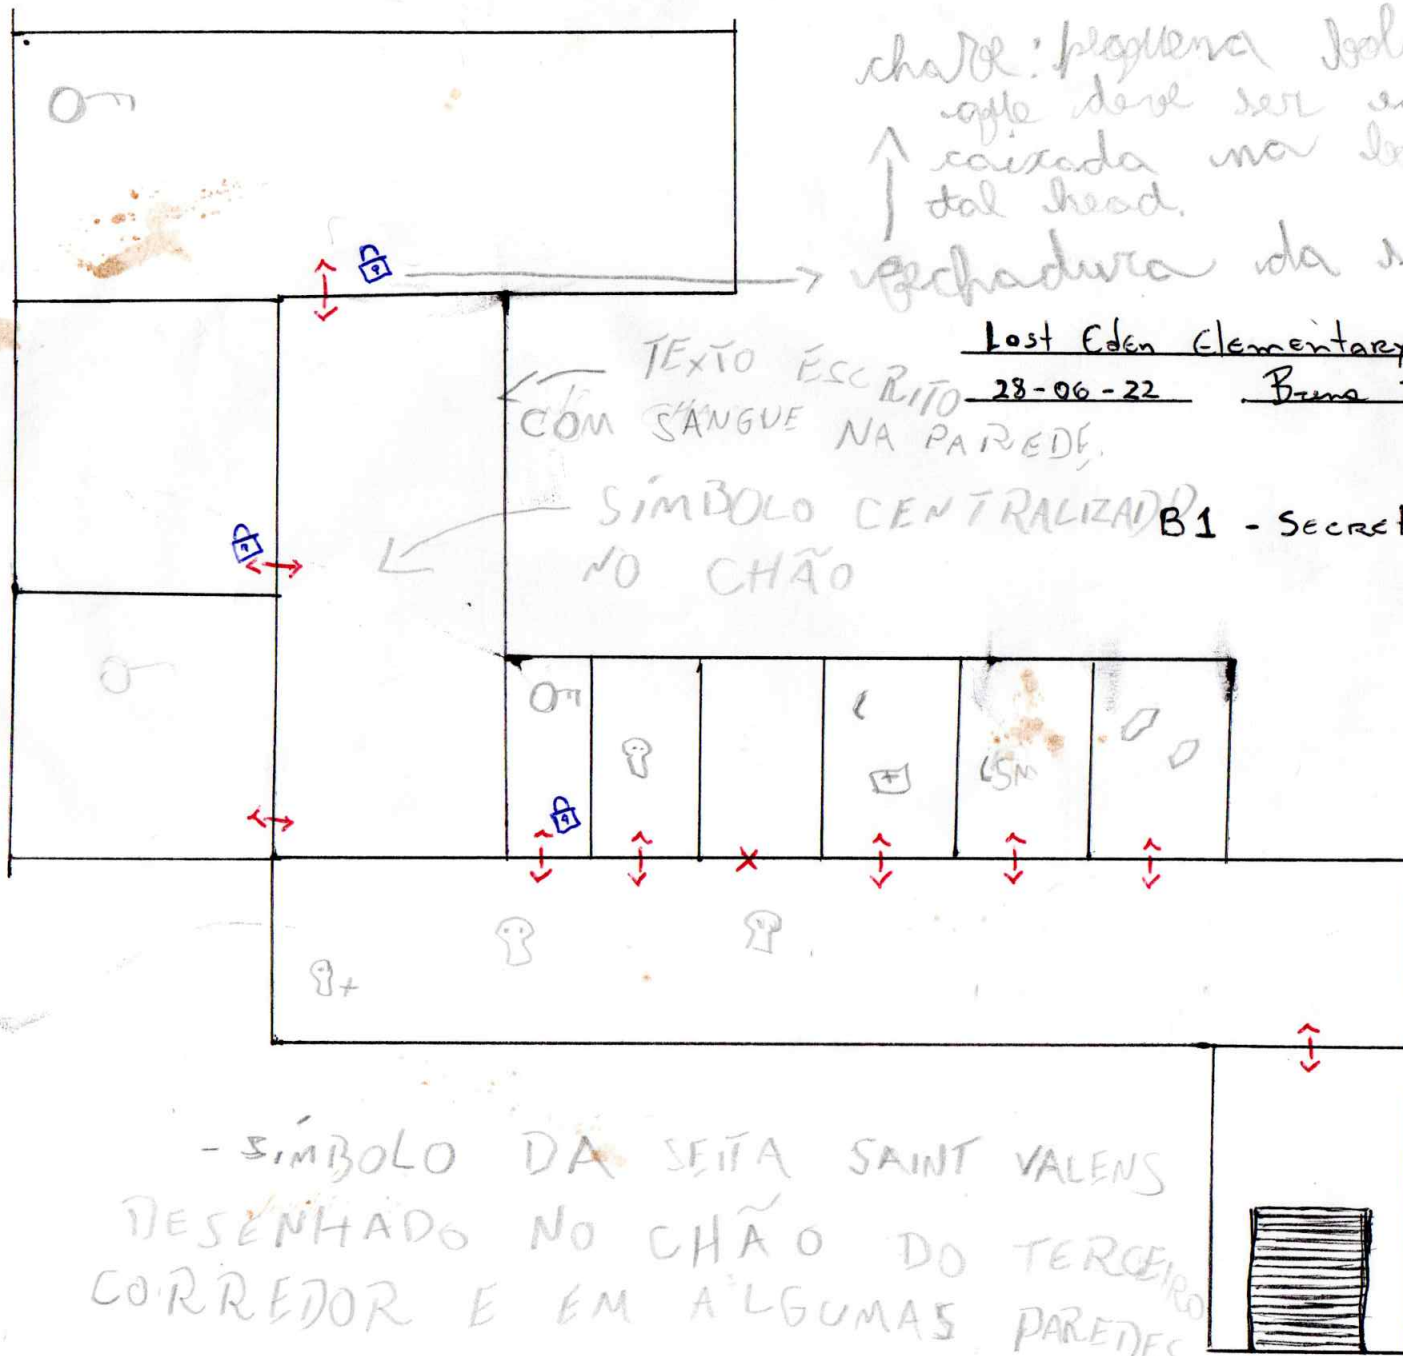 chave: pequena
que deve ser
caixada na
tal head.
fechadura da
Lost Eden Elementary
28-06-22
TEXTO ESCRITO
COM SANGUE NA PAREDE.
SÍMBOLO CENTRALIZADO
NO CHÃO
B1 - SECRET
- SÍMBOLO DA SEITA SAINT VALENS
DESENHADO NO CHÃO DO TERCEIRO
CORREDOR E EM ALGUMAS PAREDES